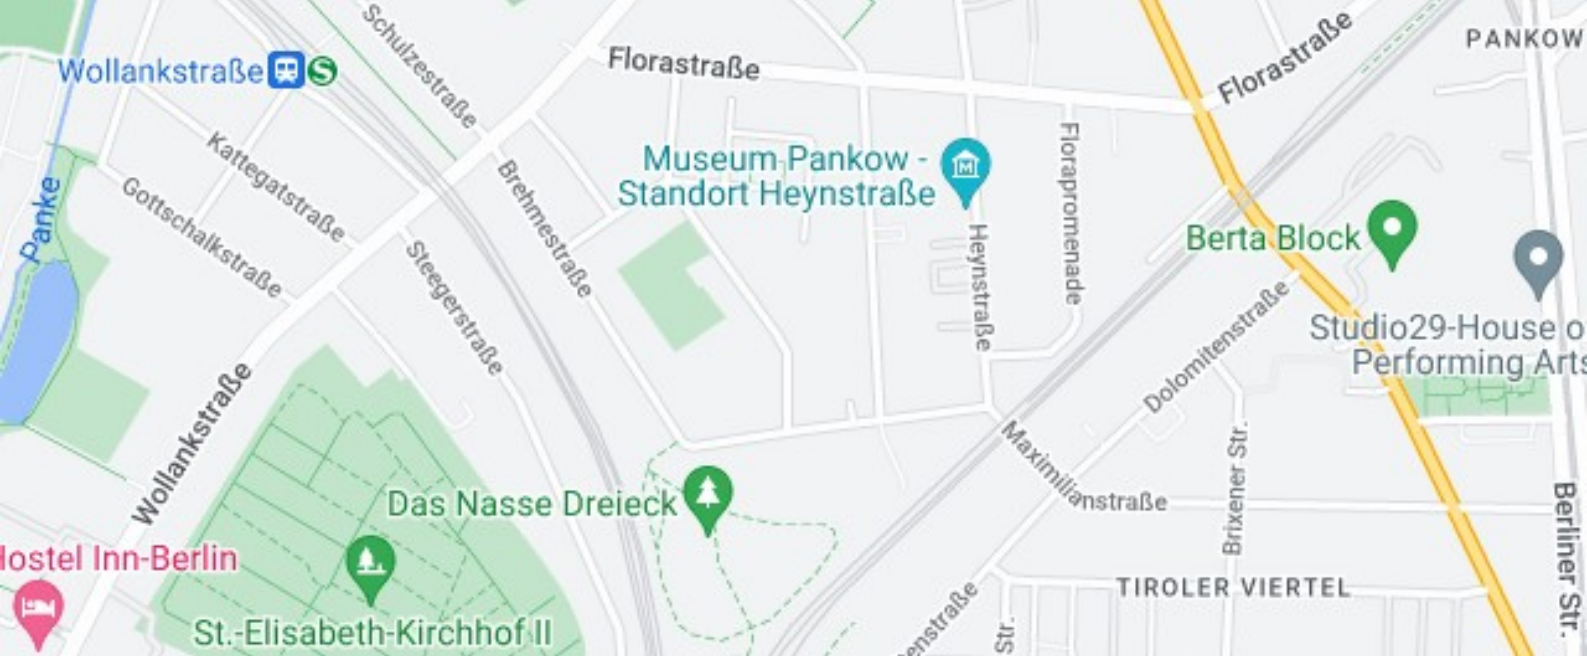 Schulzestraße
Florastraße
Florastraße
PANKOW
Wollankstraße
S
Kattegatstraße
Gottschalkstraße
Panke
Brehmestraße
Museum Pankow -
Standort Heynstraße
M
Florapromenade
Heynstraße
Berta Block
Steegerstraße
Dolomitenstraße
Studio29-House o
Performing Arts
Wollankstraße
Maximilianstraße
Brixener Str.
Berliner Str.
Das Nasse Dreieck
Hostel Inn-Berlin
TIROLER VIERTEL
St.-Elisabeth-Kirchhof II
enstraße
Str.